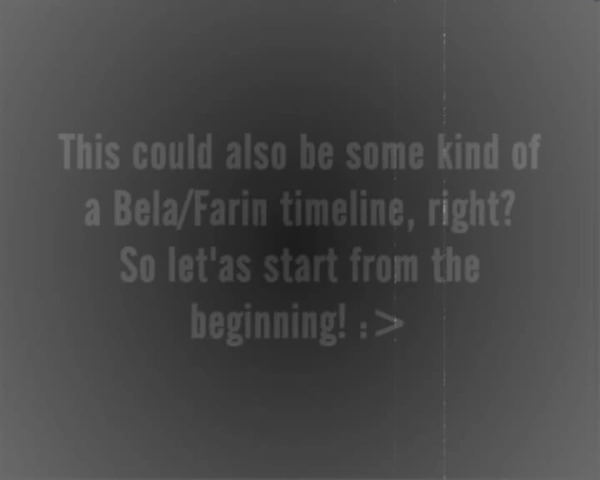 This could also be some kind of
a Bela/Farin timeline, right?
So let'as start from the
beginning! :>